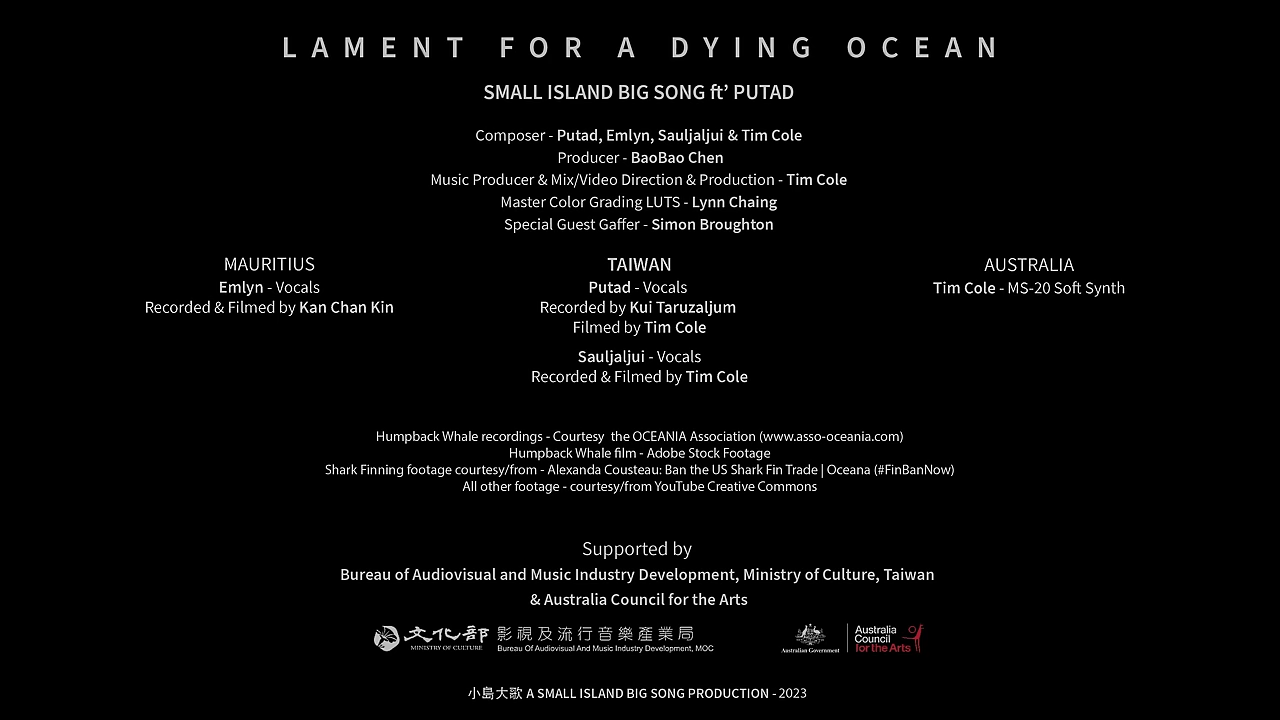 LAMENT FOR A DYING OCEAN
SMALL ISLAND BIG SONG ft’ PUTAD
Composer - Putad, Emlyn, Sauljaljui & Tim Cole
Producer - BaoBao Chen
Music Producer & Mix/Video Direction & Production - Tim Cole
Master Color Grading LUTS - Lynn Chaing
Special Guest Gaffer - Simon Broughton
MAURITIUS
Emlyn - Vocals
Recorded & Filmed by Kan Chan Kin
TAIWAN
Putad - Vocals
Recorded by Kui Taruzaljum
Filmed by Tim Cole
Sauljaljui - Vocals
Recorded & Filmed by Tim Cole
AUSTRALIA
Tim Cole - MS-20 Soft Synth
Humpback Whale recordings - Courtesy  the OCEANIA Association (www.asso-oceania.com)
Humpback Whale film - Adobe Stock Footage
Shark Finning footage courtesy/from - Alexanda Cousteau: Ban the US Shark Fin Trade | Oceana (#FinBanNow)
All other footage - courtesy/from YouTube Creative Commons
Supported by
Bureau of Audiovisual and Music Industry Development, Ministry of Culture, Taiwan
& Australia Council for the Arts
文化部
MINISTRY OF CULTURE
影視及流行音樂產業局
Bureau Of Audiovisual And Music Industry Development, MOC
Australian Government
Australia
Council
for the Arts
小島大歌 A SMALL ISLAND BIG SONG PRODUCTION - 2023